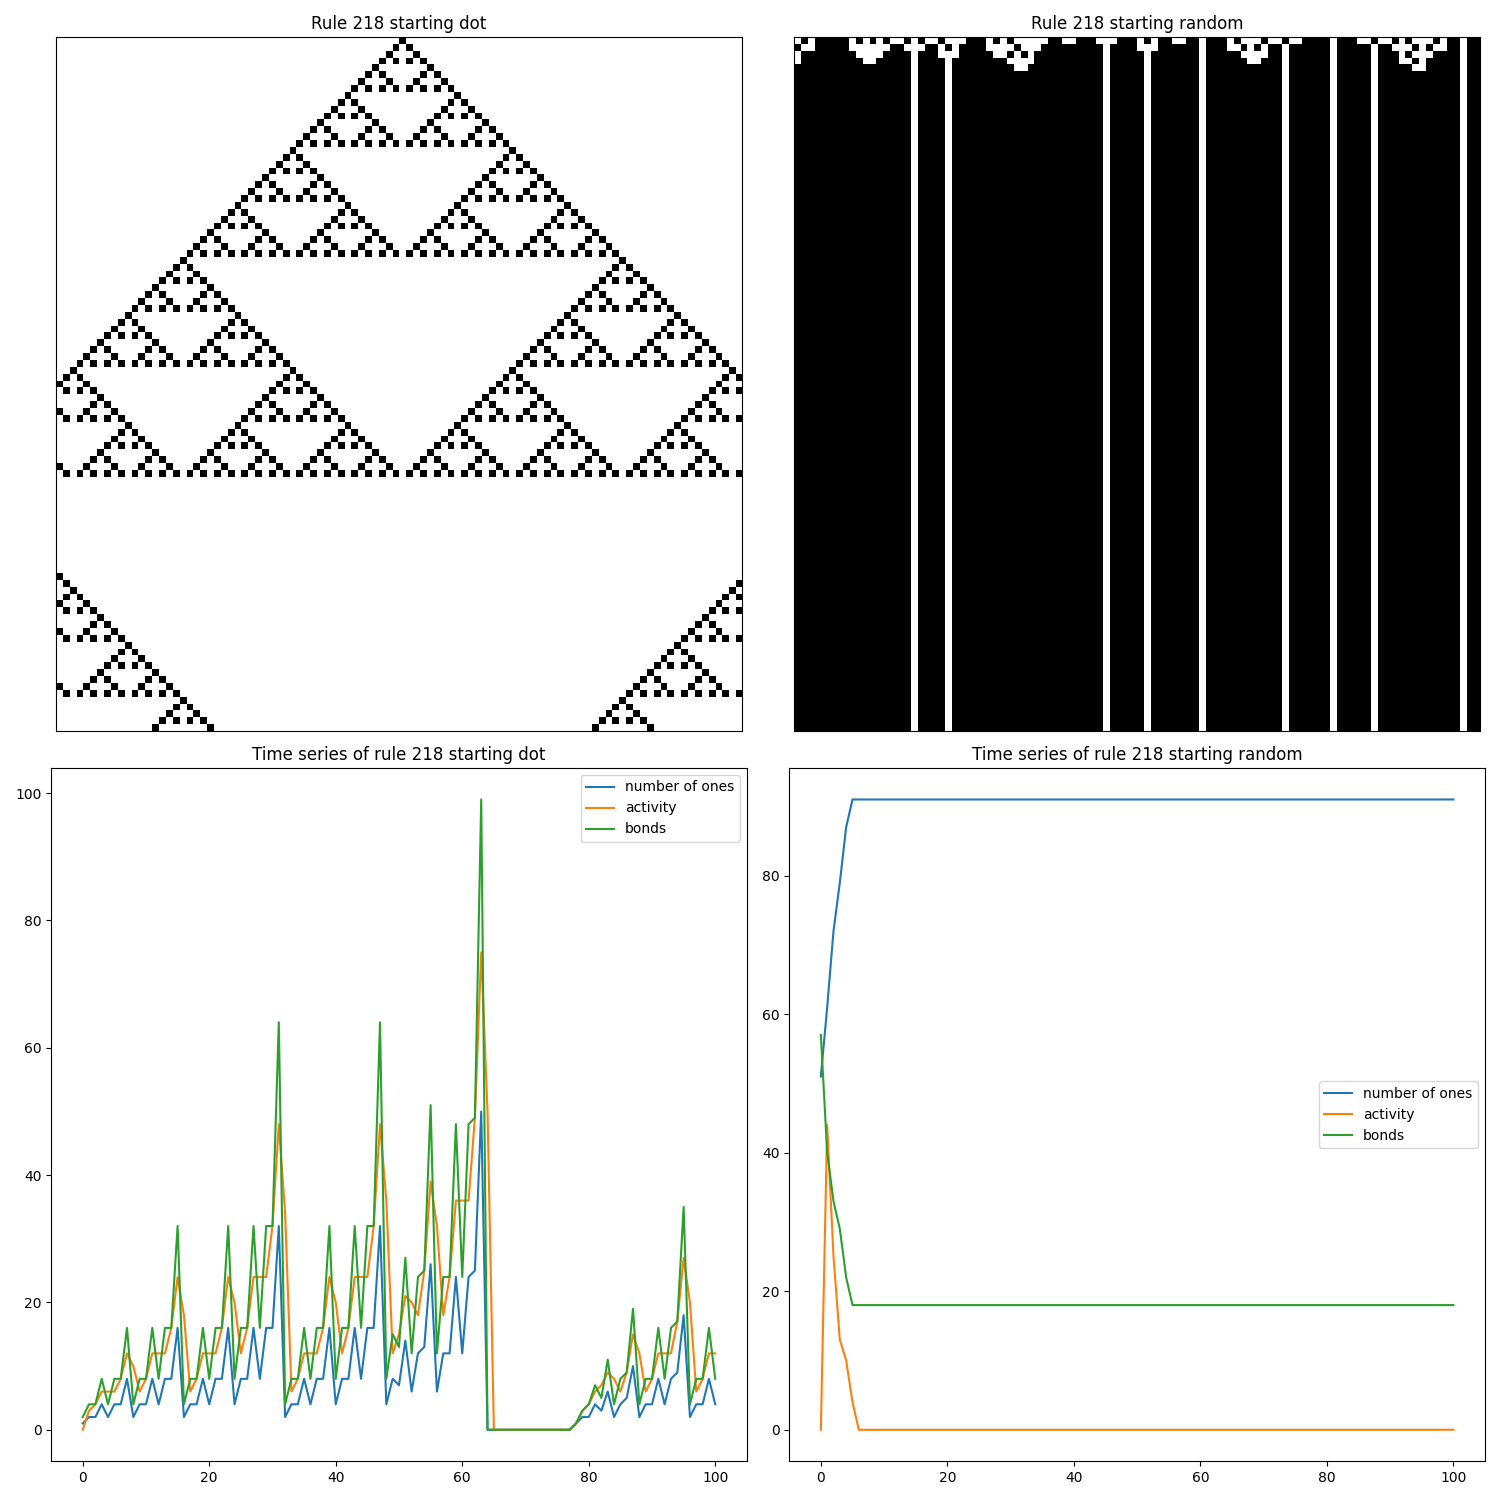 Rule 218 starting dot
Rule 218 starting random
Time series of rule 218 starting dot
100
80
60
40
20
0
number of ones
activity
bonds
0 20 40 60 80 100
Time series of rule 218 starting random
80
60
40
20
0
number of ones
activity
bonds
0 20 40 60 80 100